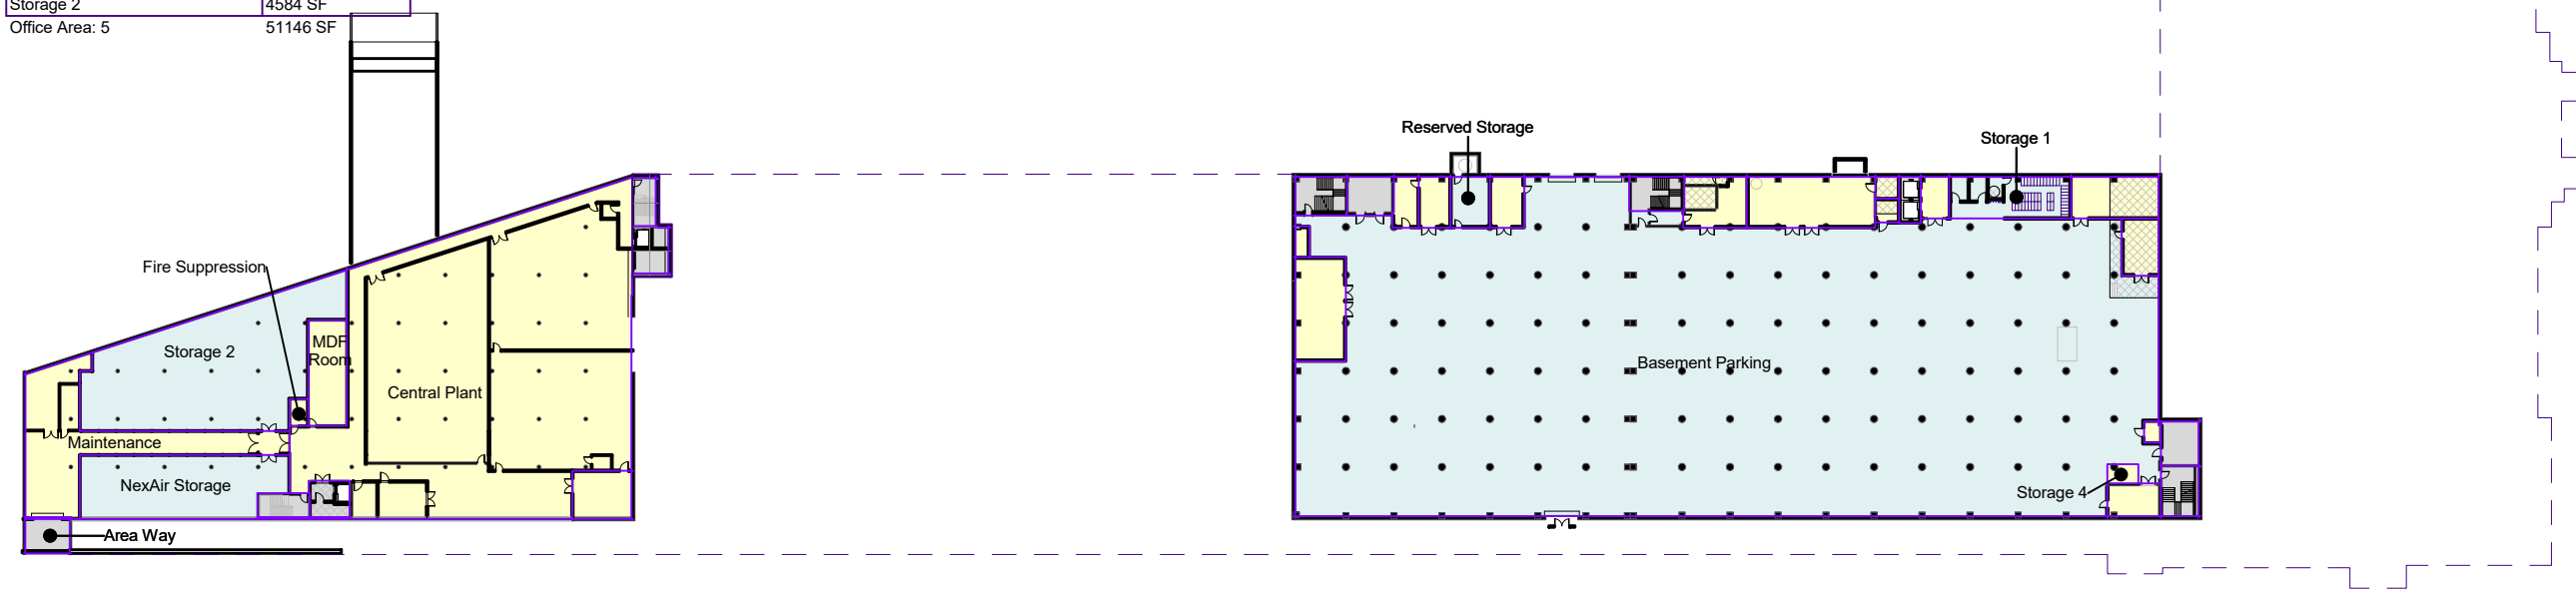 Storage 2 4584 SF
Office Area: 5 51146 SF
Reserved Storage
Storage 1
Fire Suppression
MDF
Room
Storage 2
Basement Parking
Central Plant
Maintenance
NexAir Storage
Storage 4
Area Way